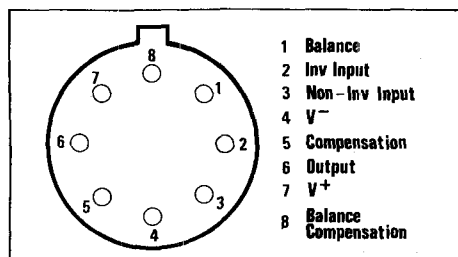 8
7
1
6
2
5
3
4
1 Balance
2 Inv Input
3 Non-Inv Input
4 V−
5 Compensation
6 Output
7 V+
8 Balance
Compensation